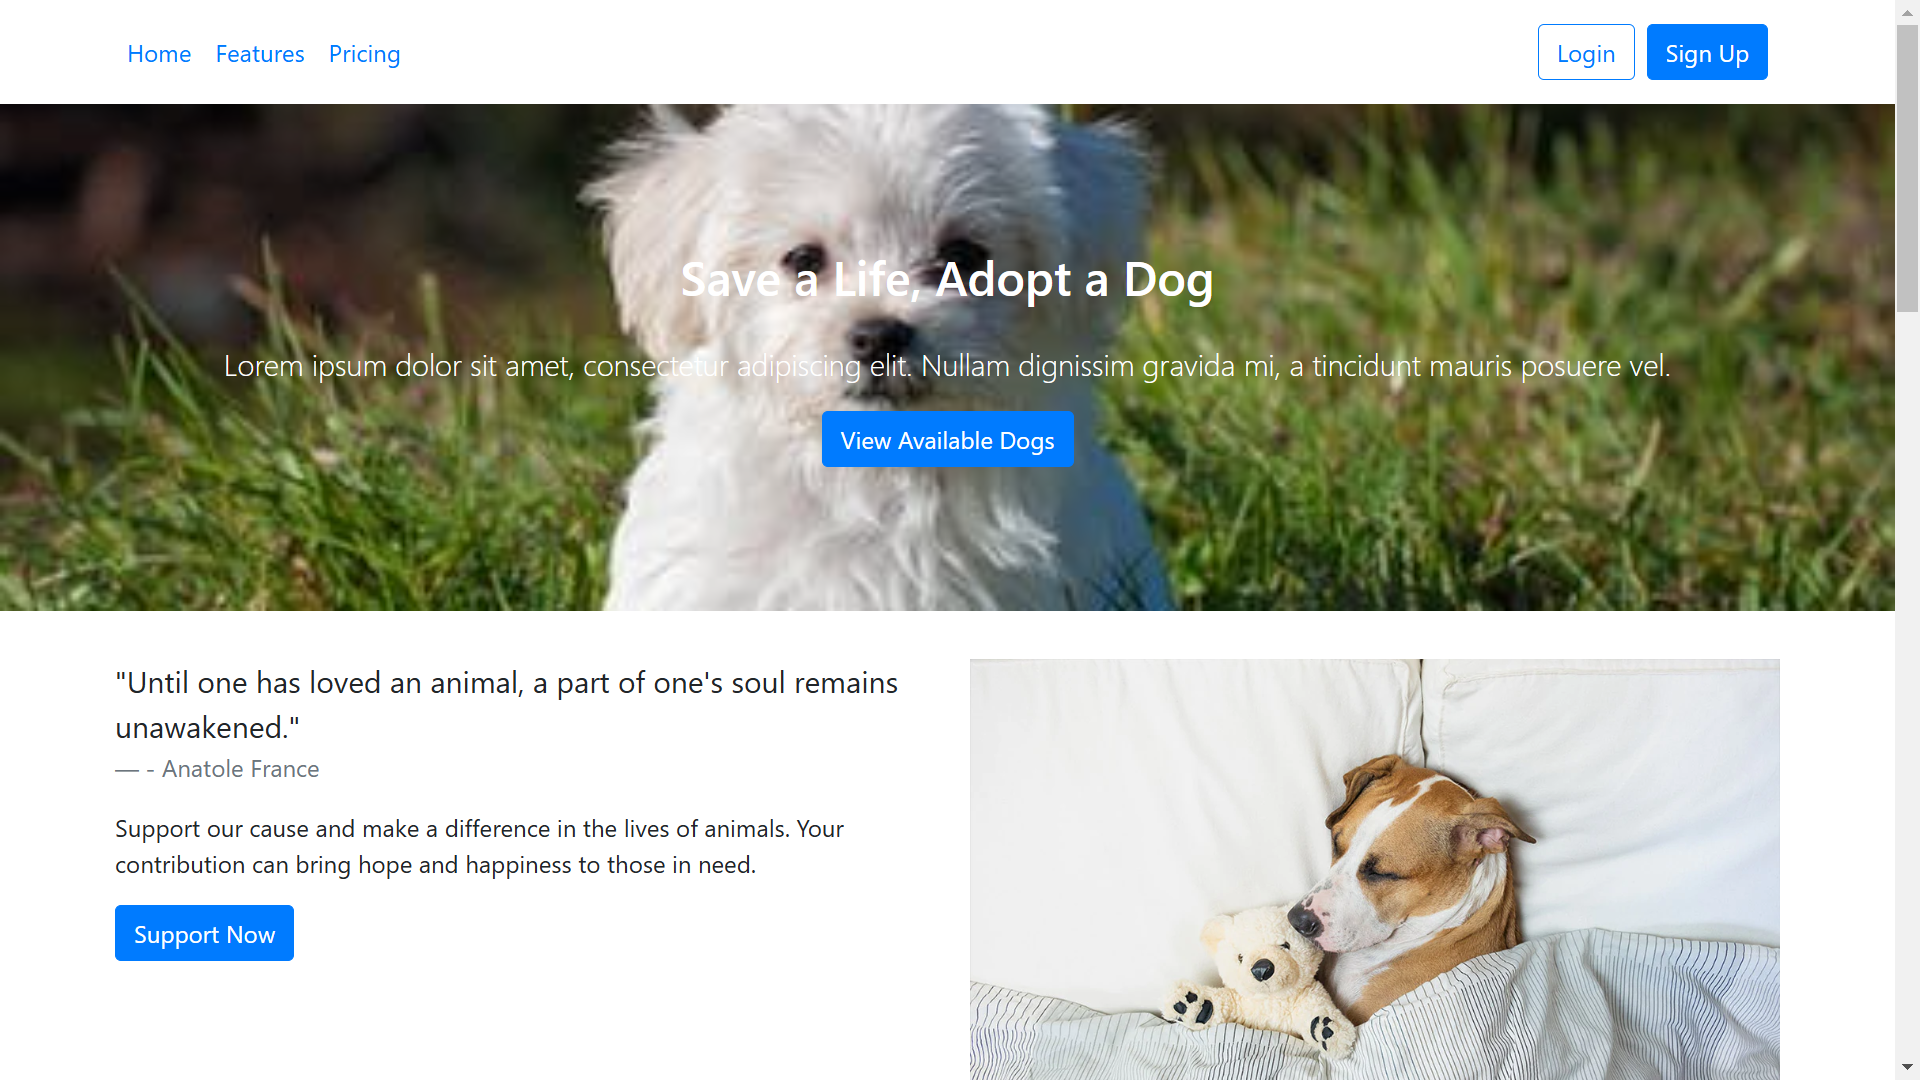 Home Features Pricing Login Sign Up
Save a Life, Adopt a Dog
Lorem ipsum dolor sit amet, consectetur adipiscing elit. Nullam dignissim gravida mi, a tincidunt mauris posuere vel.
View Available Dogs
"Until one has loved an animal, a part of one's soul remains
unawakened."
— - Anatole France
Support our cause and make a difference in the lives of animals. Your
contribution can bring hope and happiness to those in need.
Support Now